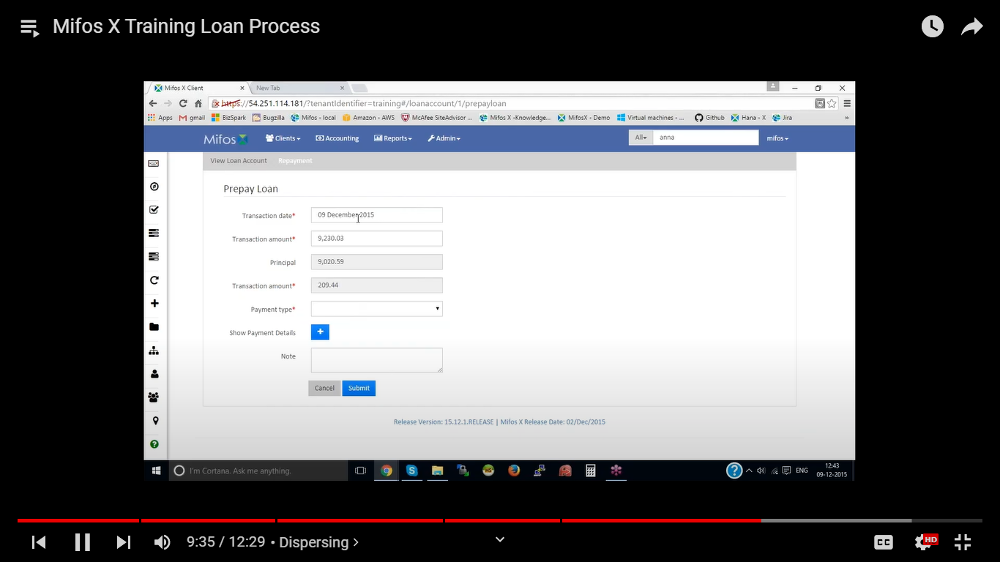 Mifos X Training Loan Process
Mifos X Client × New Tab ×
https://54.251.114.181/?tenantIdentifier=training#/loanaccount/1/prepayloan
Apps gmail BizSpark Bugzilla Mifos - local Amazon - AWS McAfee SiteAdvisor ... Mifos X -Knowledge... MifosX - Demo Virtual machines - ... Github Hana - X Jira »
Mifos Clients Accounting Reports Admin All anna mifos
View Loan Account Repayment
Prepay Loan
Transaction date* 09 December 2015
Transaction amount* 9,230.03
Principal 9,020.59
Transaction amount* 209.44
Payment type*
Show Payment Details +
Note
Cancel Submit
Release Version: 15.12.1.RELEASE | Mifos X Release Date: 02/Dec/2015
I'm Cortana. Ask me anything. ENG 12:43
09-12-2015
9:35 / 12:29 • Dispersing > CC HD